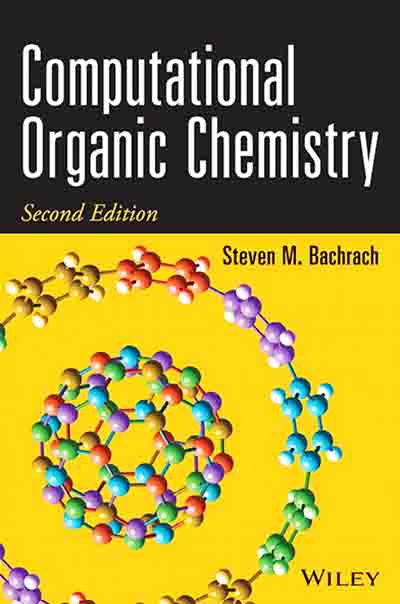 Computational
Organic Chemistry
Second Edition
Steven M. Bachrach
WILEY